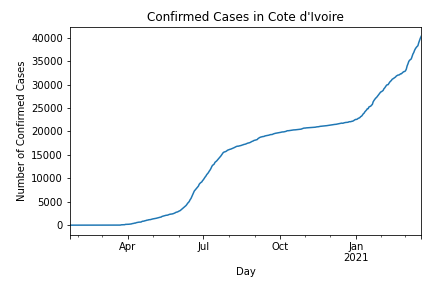 Confirmed Cases in Cote d'Ivoire
Number of Confirmed Cases
40000
35000
30000
25000
20000
15000
10000
5000
0
Apr
Jul
Oct
Jan
2021
Day